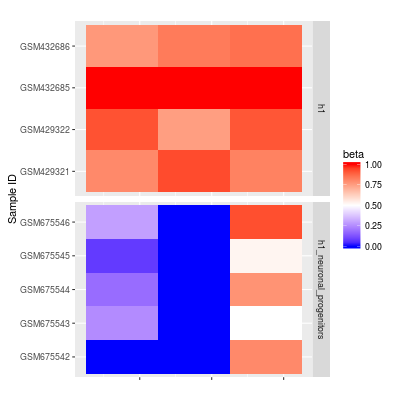 GSM432686
GSM432685
GSM429322
GSM429321
h1
GSM675546
GSM675545
GSM675544
GSM675543
GSM675542
h1_neuronal_progenitors
Sample ID
beta
1.00
0.75
0.50
0.25
0.00